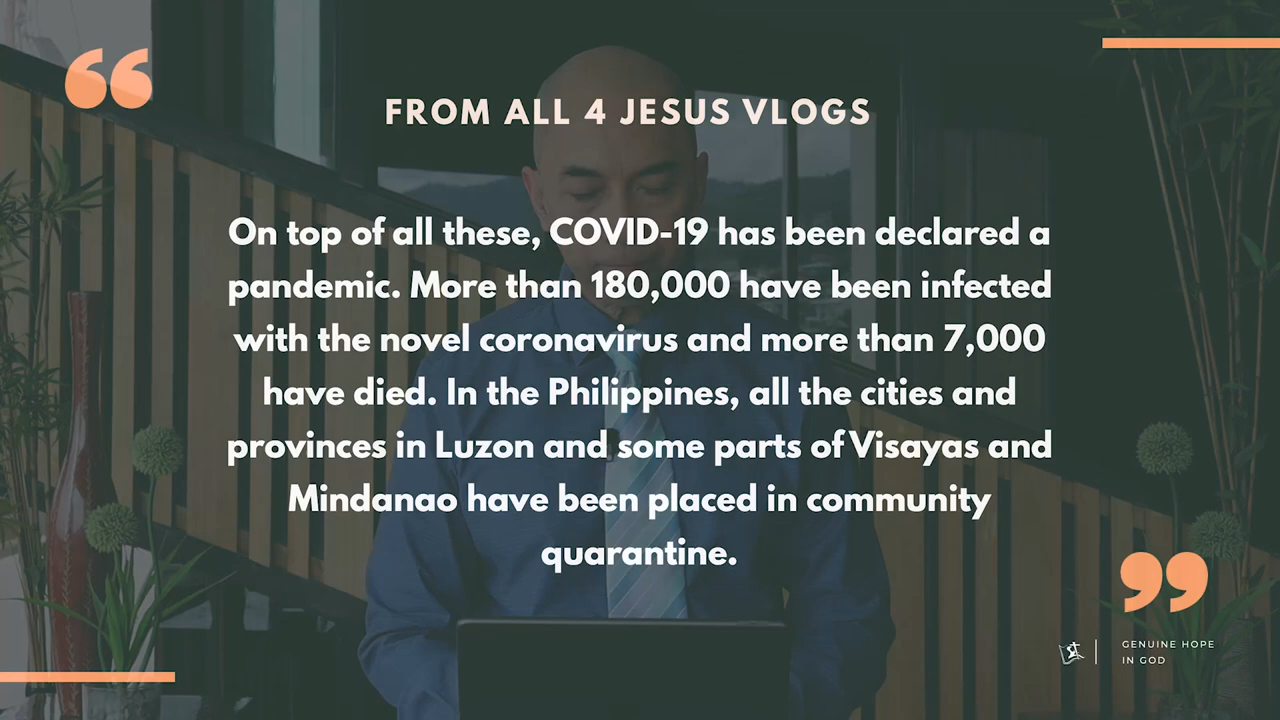 FROM ALL 4 JESUS VLOGS
On top of all these, COVID-19 has been declared a
pandemic. More than 180,000 have been infected
with the novel coronavirus and more than 7,000
have died. In the Philippines, all the cities and
provinces in Luzon and some parts of Visayas and
Mindanao have been placed in community
quarantine.
GENUINE HOPE
IN GOD